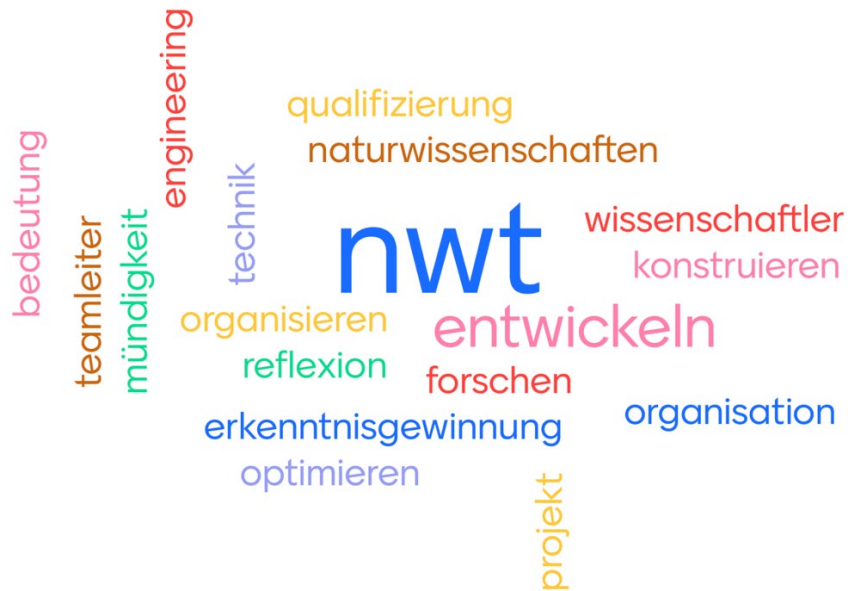 engineering
qualifizierung
naturwissenschaften
bedeutung
technik
wissenschaftler
nwt
teamleiter
mündigkeit
konstruieren
organisieren
entwickeln
reflexion
forschen
organisation
erkenntnisgewinnung
optimieren
projekt